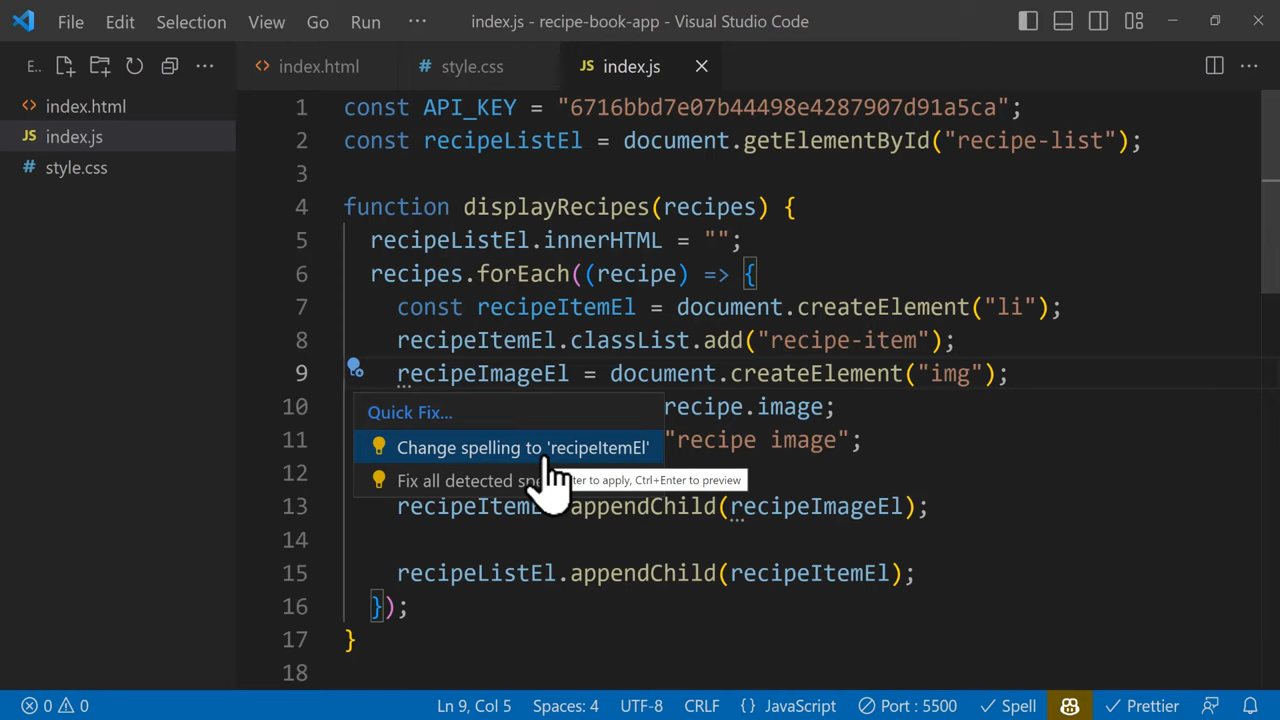 File Edit Selection View Go Run ··· index.js - recipe-book-app - Visual Studio Code
E.. ··· index.html # style.css JS index.js
index.html
JS index.js
# style.css
1 const API_KEY = "6716bbd7e07b44498e4287907d91a5ca";
2 const recipeListEl = document.getElementById("recipe-list");
3
4 function displayRecipes(recipes) {
5 recipeListEl.innerHTML = "";
6 recipes.forEach((recipe) => {
7 const recipeItemEl = document.createElement("li");
8 recipeItemEl.classList.add("recipe-item");
9 recipeImageEl = document.createElement("img");
10 recipe.image;
11 "recipe image";
12
13 recipeItemE .appendChild(recipeImageEl);
14
15 recipeListEl.appendChild(recipeItemEl);
16 });
17 }
18
Quick Fix...
Change spelling to 'recipeItemEl'
Fix all detected spe
ter to apply, Ctrl+Enter to preview
0 0 Ln 9, Col 5 Spaces: 4 UTF-8 CRLF {} JavaScript Port : 5500 Spell Prettier